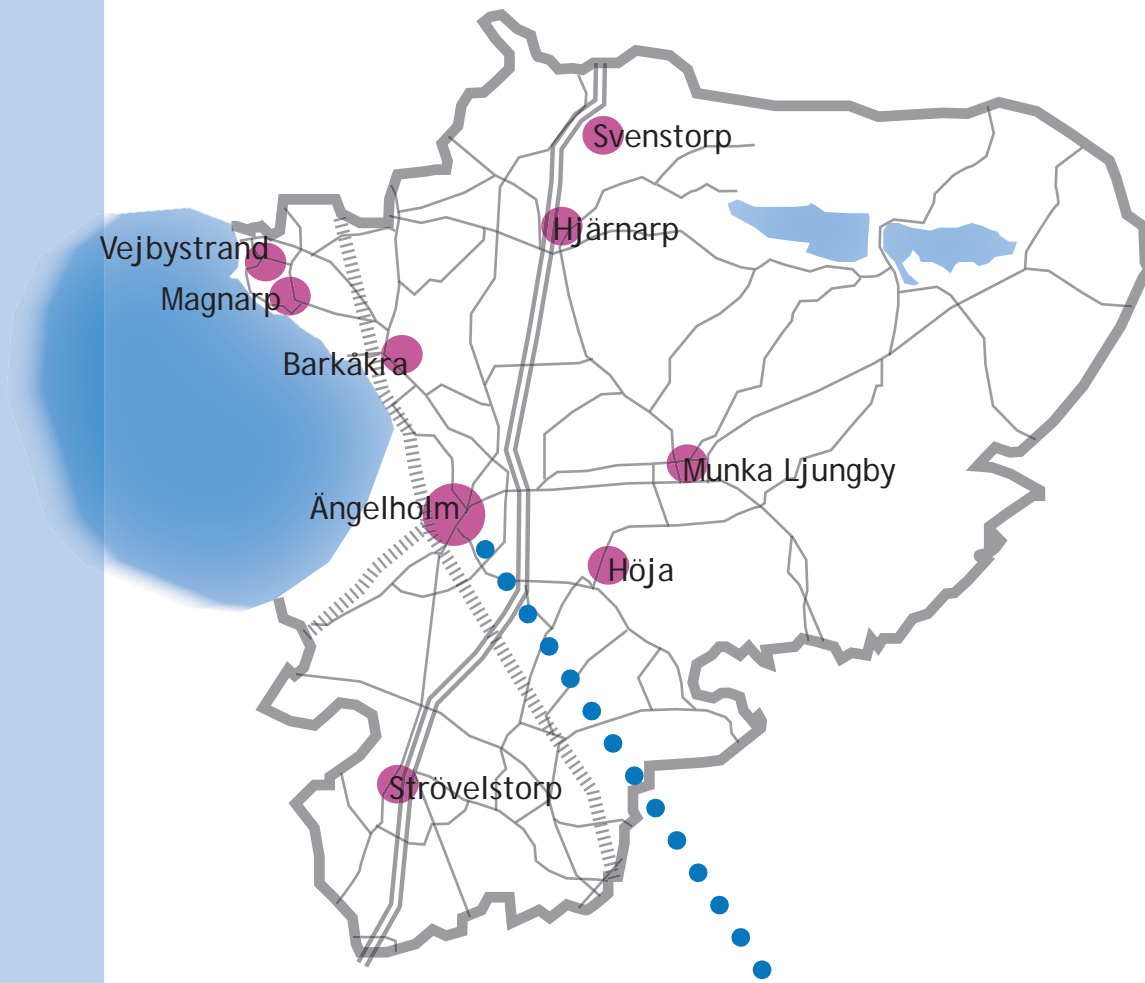 Svenstorp
Hjärnarp
Vejbystrand
Magnarp
Barkåkra
Munka Ljungby
Ängelholm
Höja
Strövelstorp